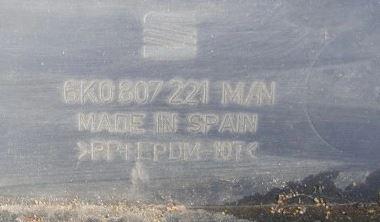 6K0 807 221 M/N
MADE IN SPAIN
>PP+EPDM-10T<